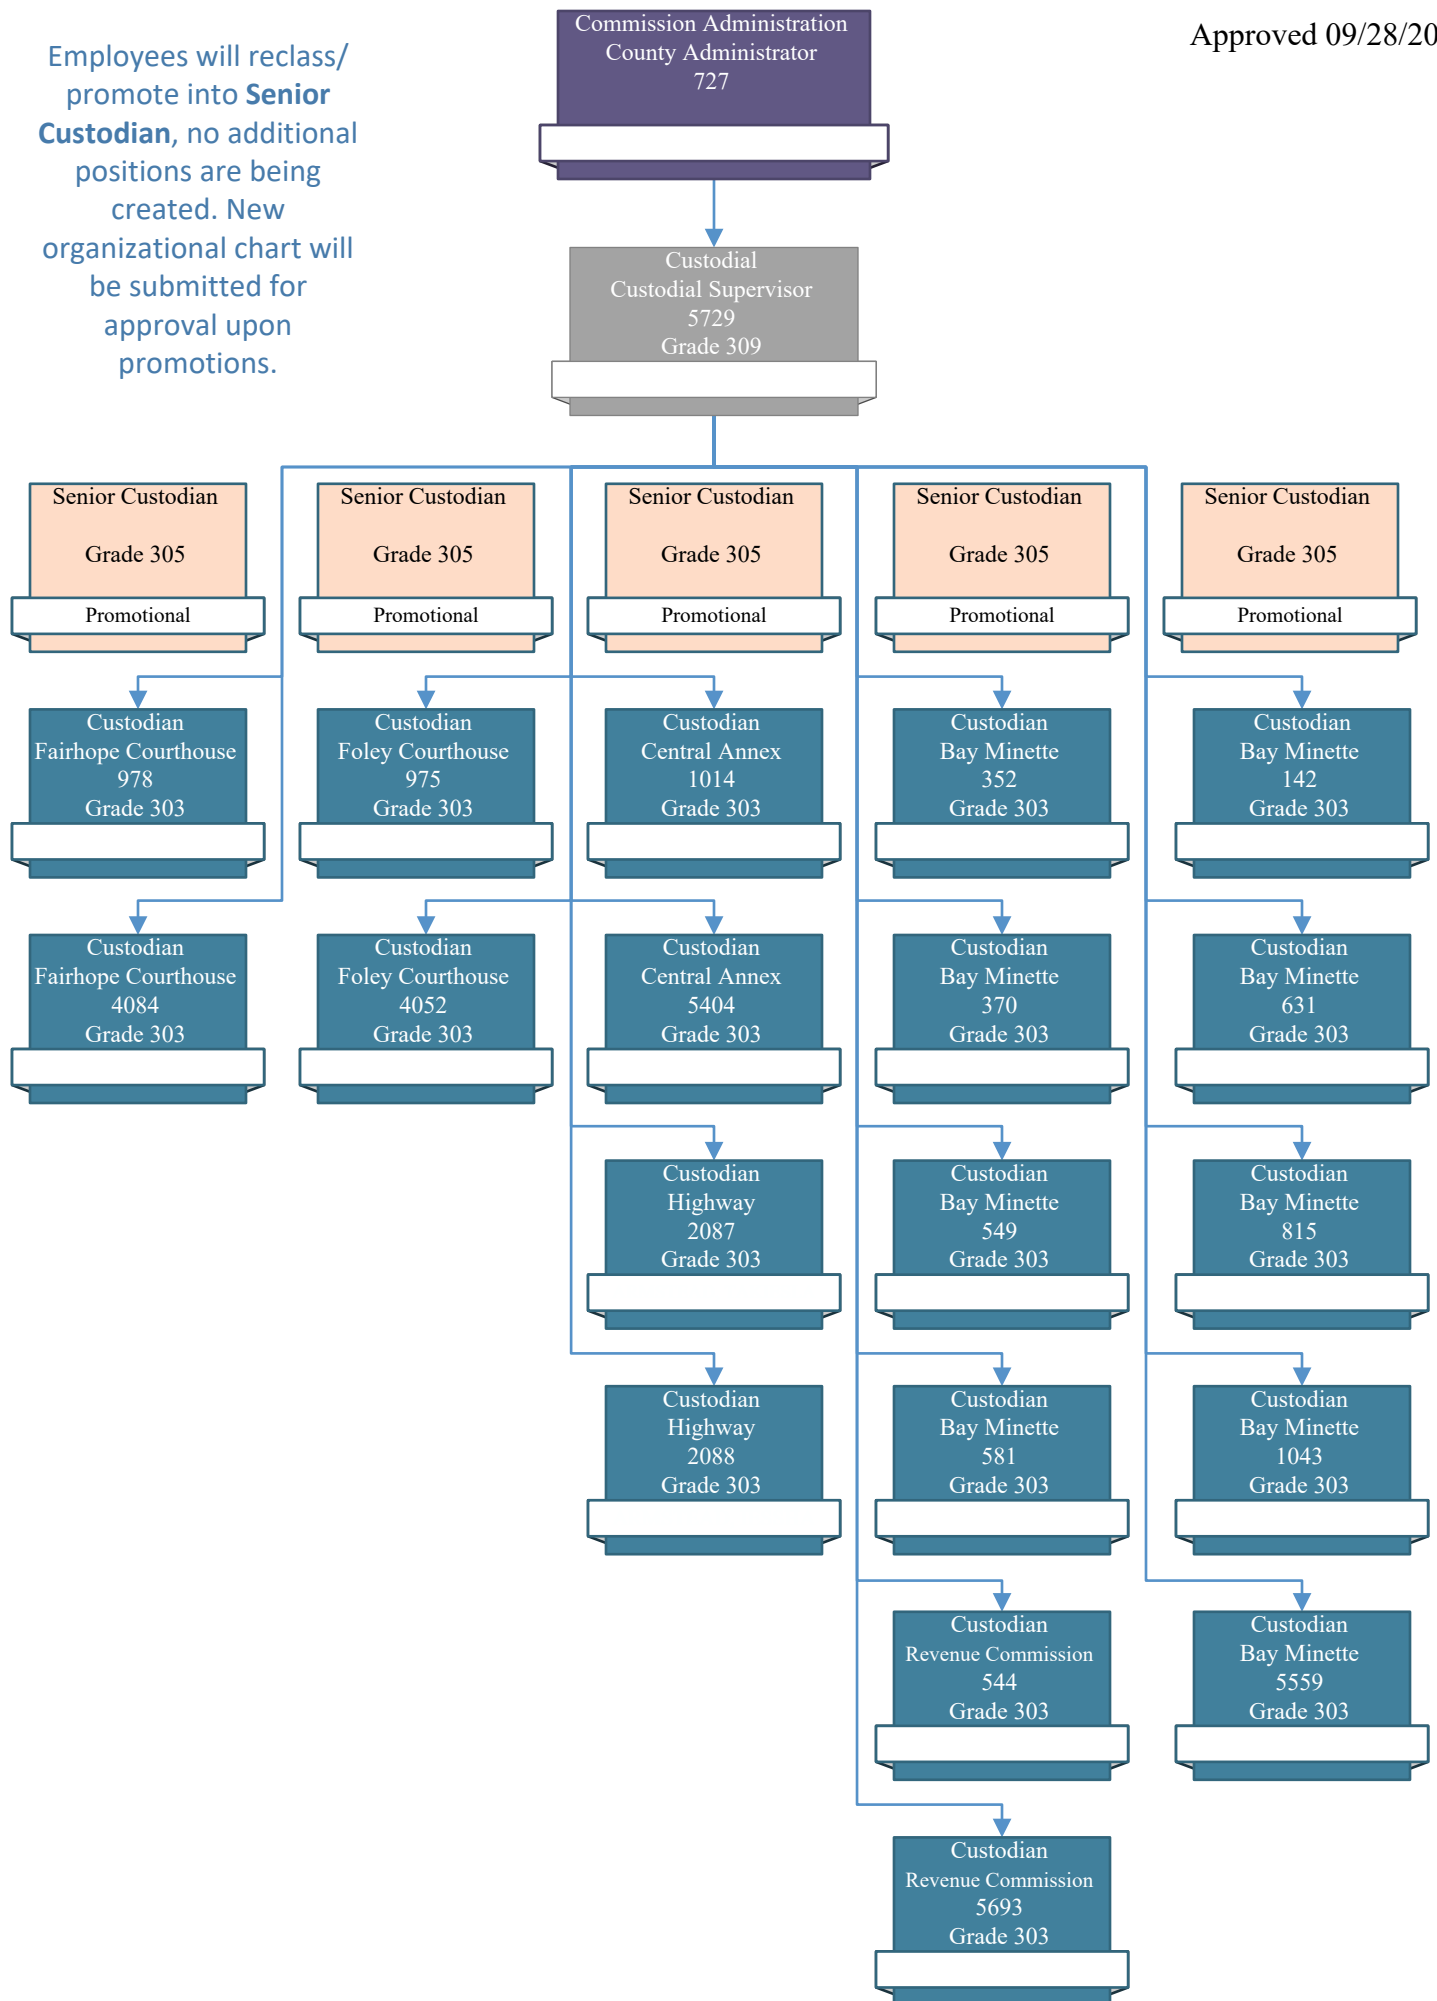 Employees will reclass/
promote into Senior
Custodian, no additional
positions are being
created. New
organizational chart will
be submitted for
approval upon
promotions.
Commission Administration
County Administrator
727
Approved 09/28/20
Custodial
Custodial Supervisor
5729
Grade 309
Senior Custodian
Grade 305
Promotional
Senior Custodian
Grade 305
Promotional
Senior Custodian
Grade 305
Promotional
Senior Custodian
Grade 305
Promotional
Senior Custodian
Grade 305
Promotional
Custodian
Fairhope Courthouse
978
Grade 303
Custodian
Foley Courthouse
975
Grade 303
Custodian
Central Annex
1014
Grade 303
Custodian
Bay Minette
352
Grade 303
Custodian
Bay Minette
142
Grade 303
Custodian
Fairhope Courthouse
4084
Grade 303
Custodian
Foley Courthouse
4052
Grade 303
Custodian
Central Annex
5404
Grade 303
Custodian
Bay Minette
370
Grade 303
Custodian
Bay Minette
631
Grade 303
Custodian
Highway
2087
Grade 303
Custodian
Bay Minette
549
Grade 303
Custodian
Bay Minette
815
Grade 303
Custodian
Highway
2088
Grade 303
Custodian
Bay Minette
581
Grade 303
Custodian
Bay Minette
1043
Grade 303
Custodian
Revenue Commission
544
Grade 303
Custodian
Bay Minette
5559
Grade 303
Custodian
Revenue Commission
5693
Grade 303